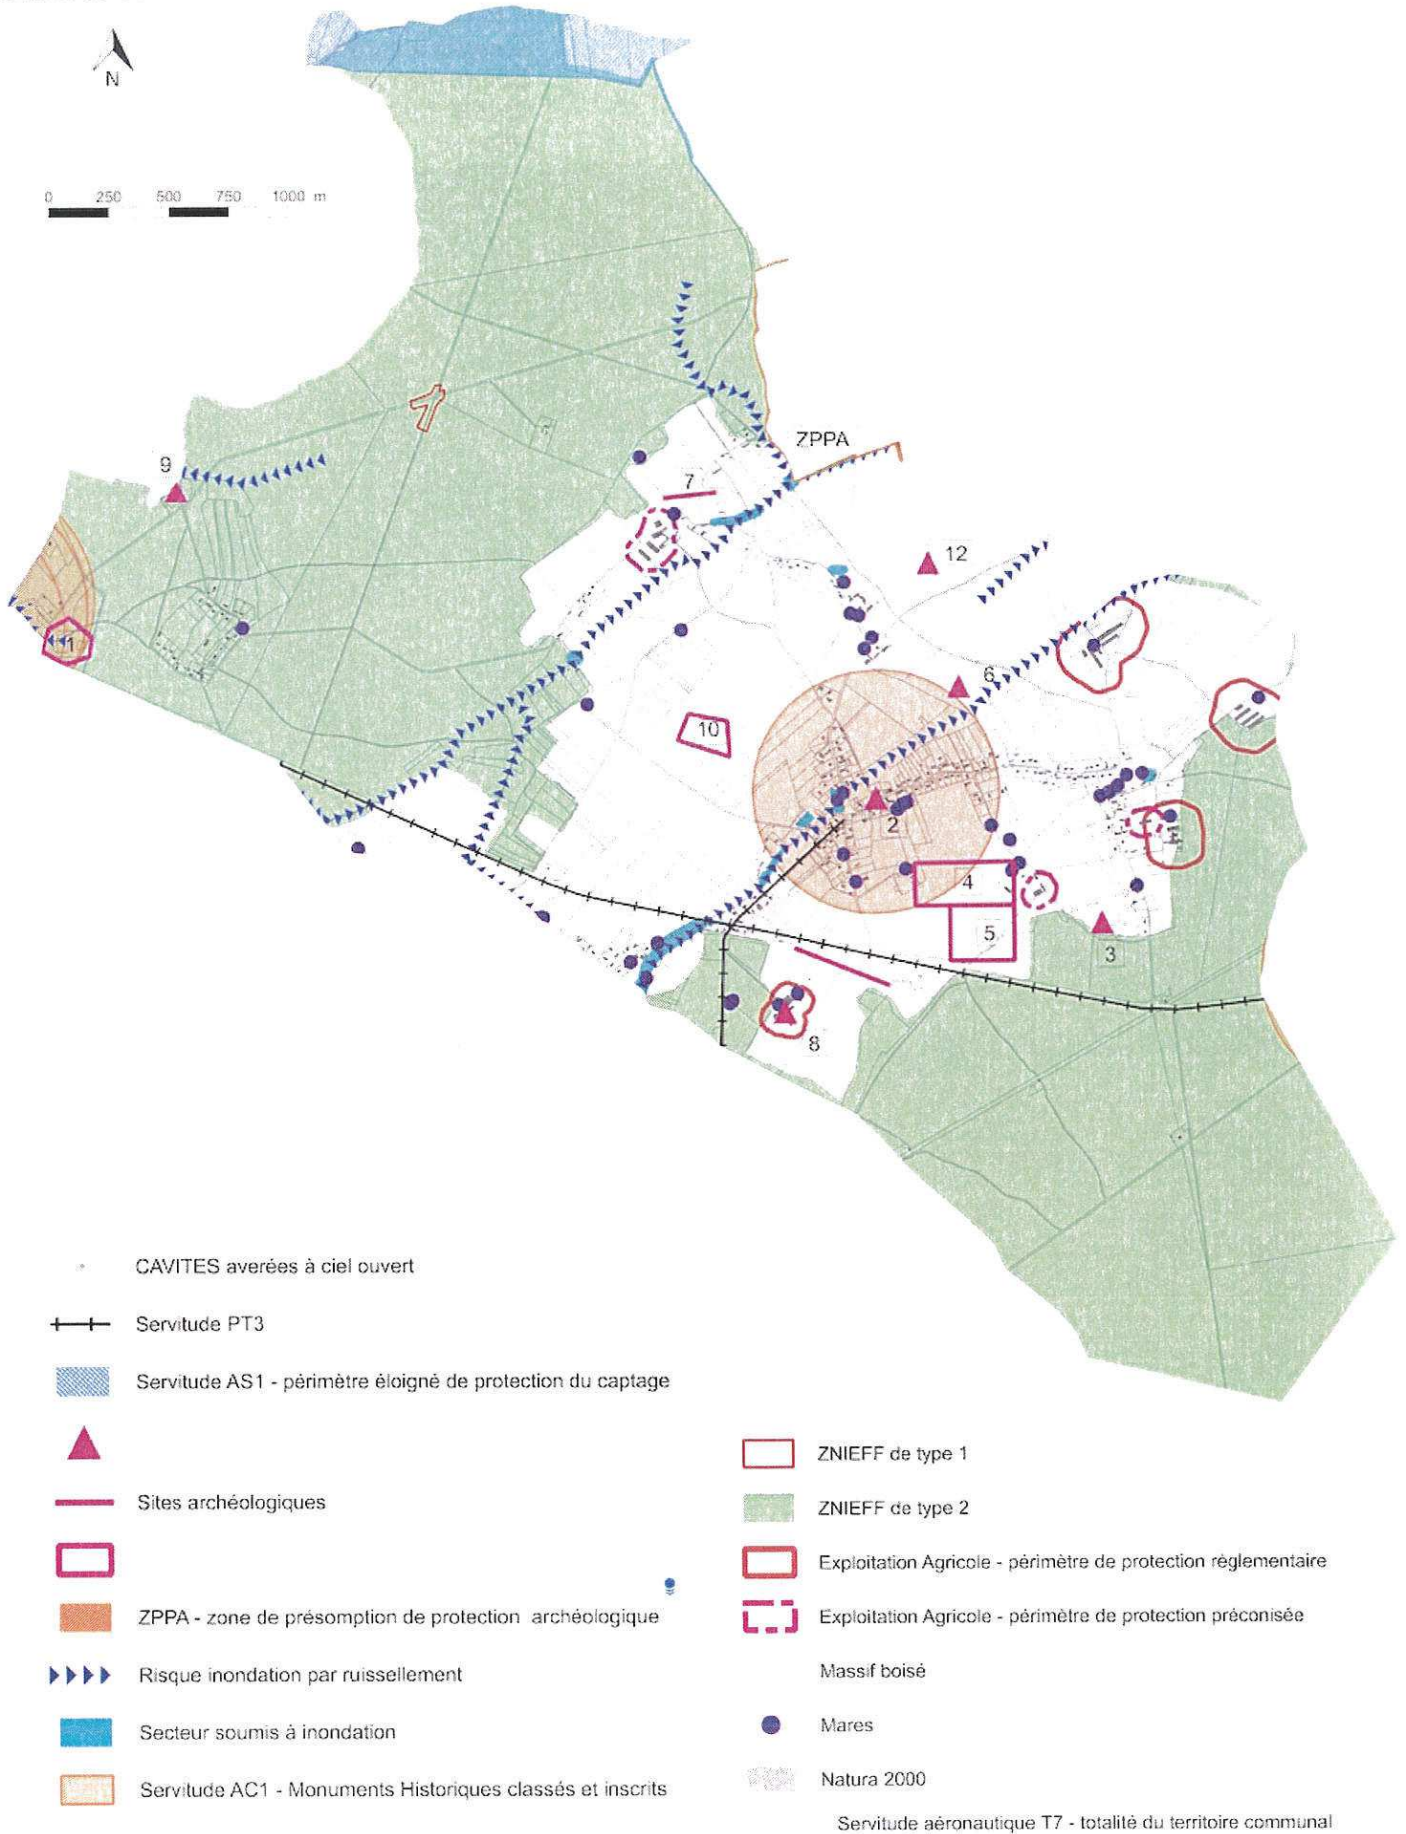 N
0 250 500 750 1000 m
ZPPA
9
7
12
1
6
10
2
4
5
3
8
CAVITES averées à ciel ouvert
Servitude PT3
Servitude AS1 - périmètre éloigné de protection du captage
Sites archéologiques
ZPPA - zone de présomption de protection archéologique
Risque inondation par ruissellement
Secteur soumis à inondation
Servitude AC1 - Monuments Historiques classés et inscrits
ZNIEFF de type 1
ZNIEFF de type 2
Exploitation Agricole - périmètre de protection règlementaire
Exploitation Agricole - périmètre de protection préconisée
Massif boisé
Mares
Natura 2000
Servitude aéronautique T7 - totalité du territoire communal